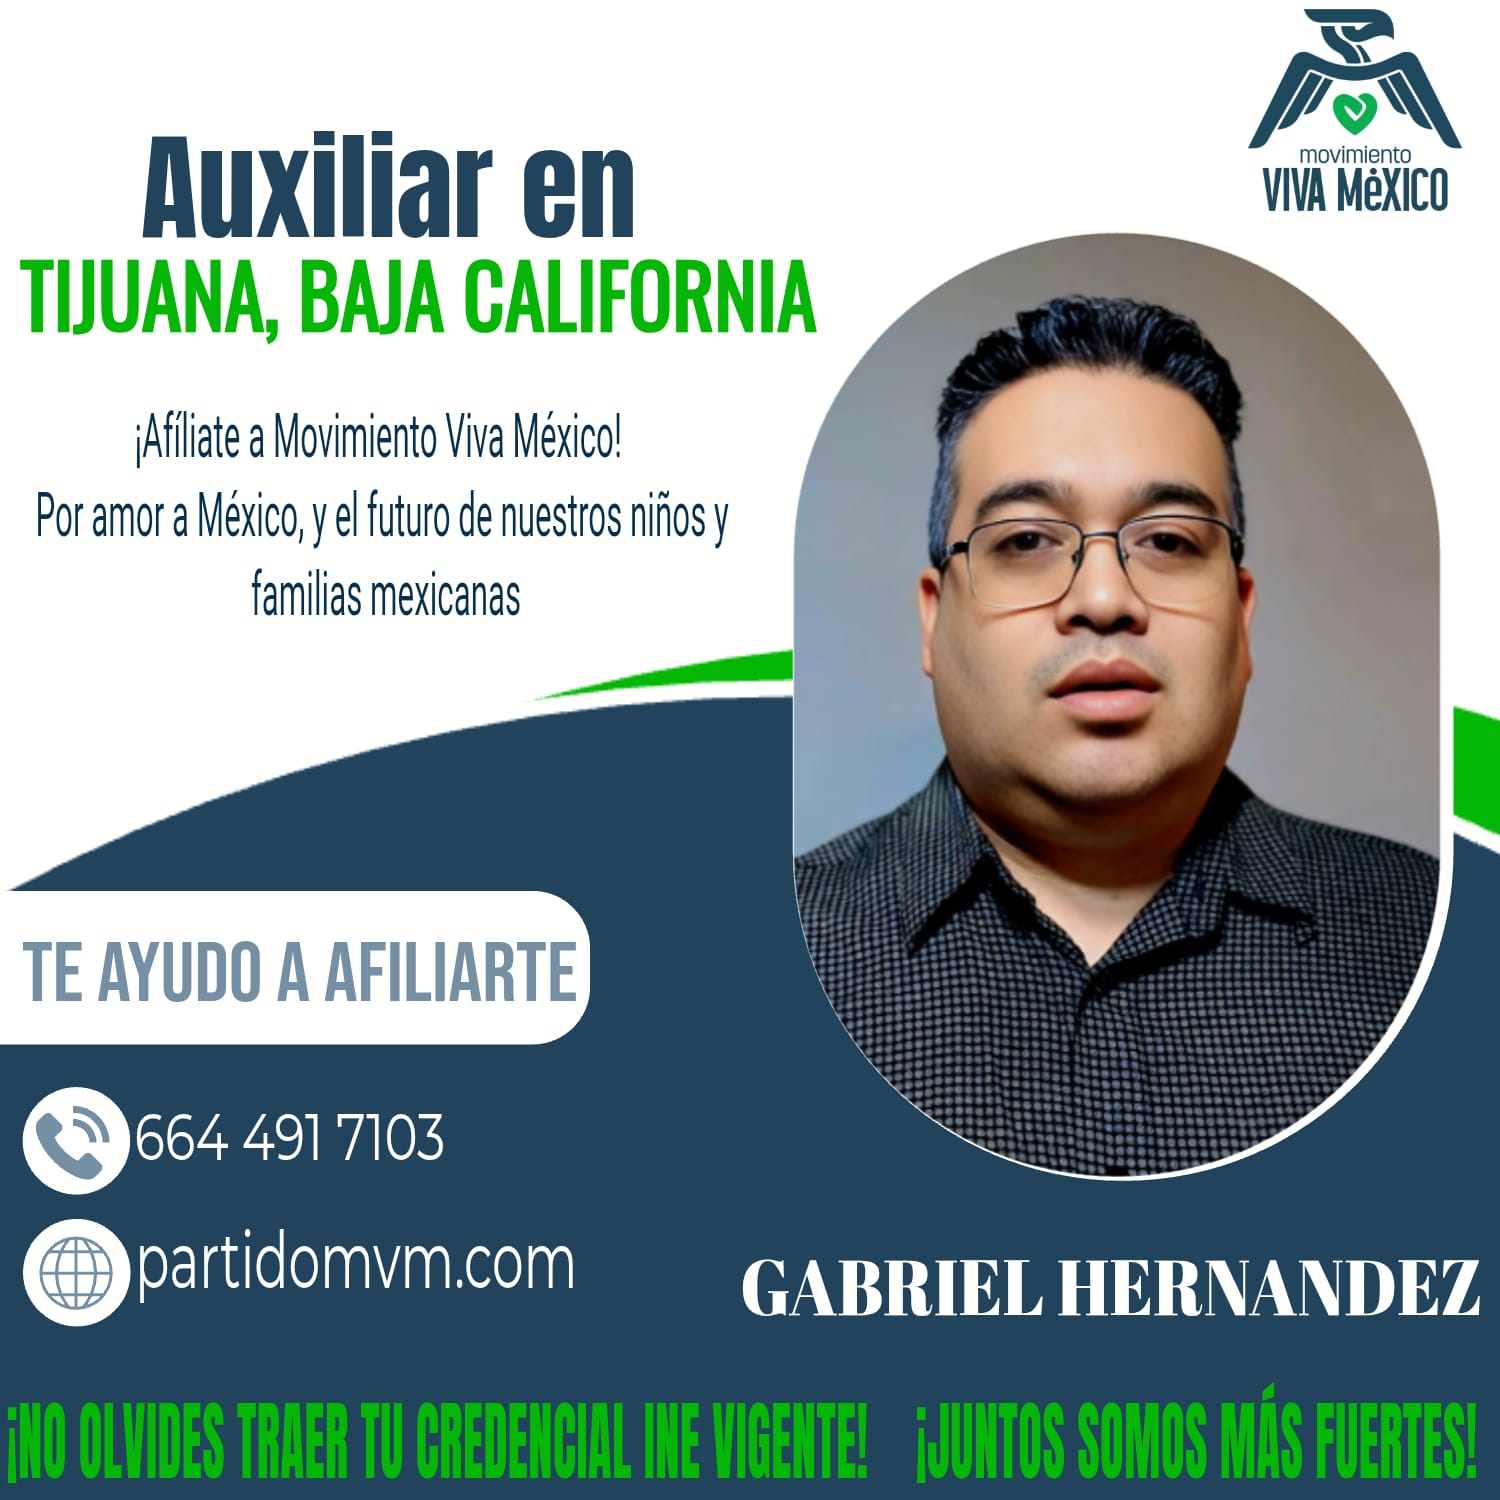 movimiento
VIVA MéXICO
Auxiliar en
TIJUANA, BAJA CALIFORNIA
¡Afíliate a Movimiento Viva México!
Por amor a México, y el futuro de nuestros niños y
familias mexicanas
TE AYUDO A AFILIARTE
664 491 7103
partidomvm.com
GABRIEL HERNANDEZ
¡NO OLVIDES TRAER TU CREDENCIAL INE VIGENTE! ¡JUNTOS SOMOS MÁS FUERTES!